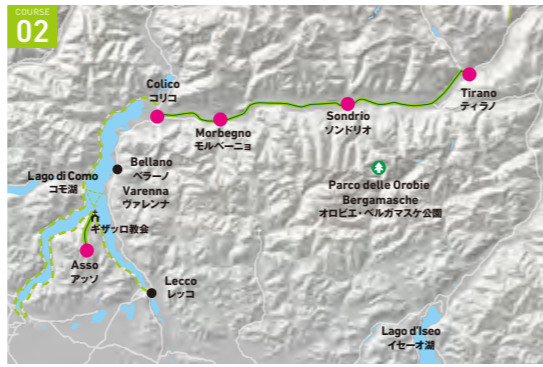 COURSE
02
Colico
コリコ
Morbegno
モルベーニョ
Sondrio
ソンドリオ
Tirano
ティラノ
Bellano
ベラーノ
Varenna
ヴァレンナ
Lago di Como
コモ湖
ギザッロ教会
Asso
アッソ
Lecco
レッコ
Parco delle Orobie
Bergamasche
オロビエ・ベルガマスケ公園
Lago d'Iseo
イセーオ湖